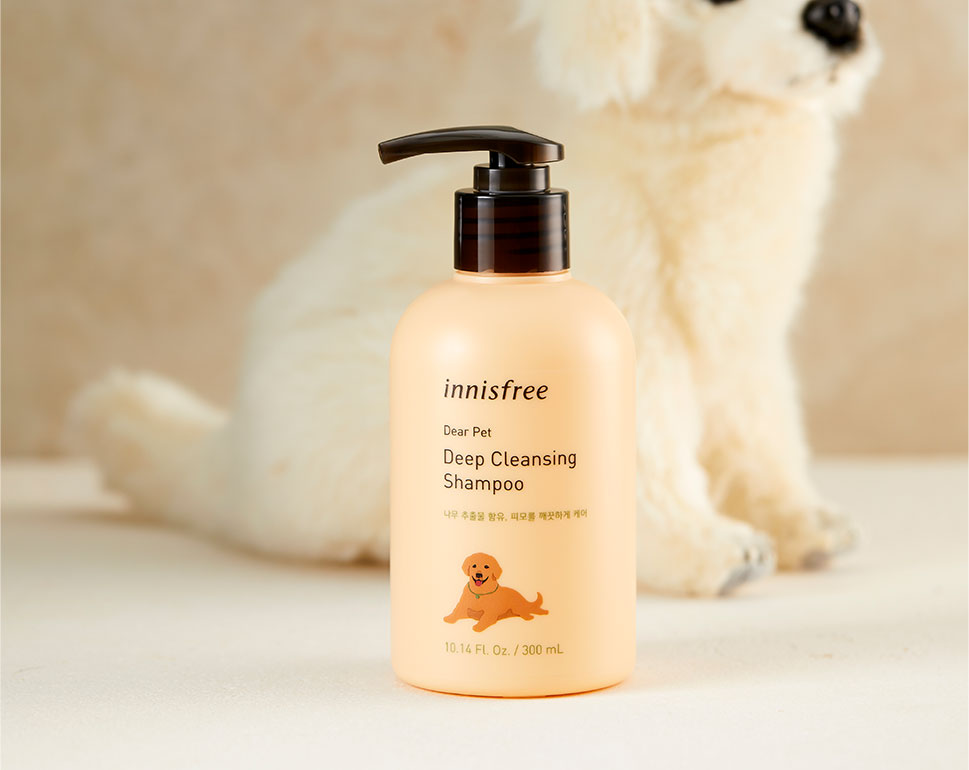 innisfree
Dear Pet
Deep Cleansing
Shampoo
나무 추출물 함유, 피모를 깨끗하게 케어
10.14 Fl. Oz. / 300 mL